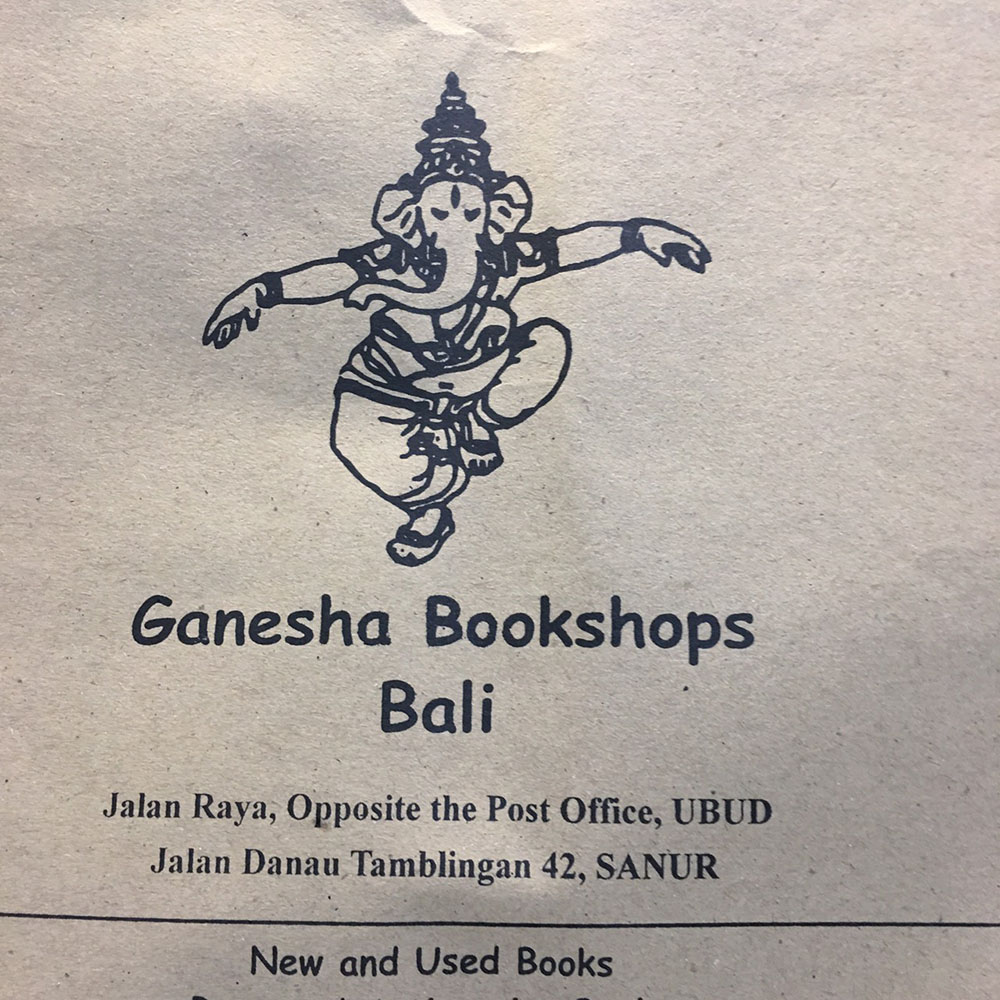 Ganesha Bookshops
Bali
Jalan Raya, Opposite the Post Office, UBUD
Jalan Danau Tamblingan 42, SANUR
New and Used Books